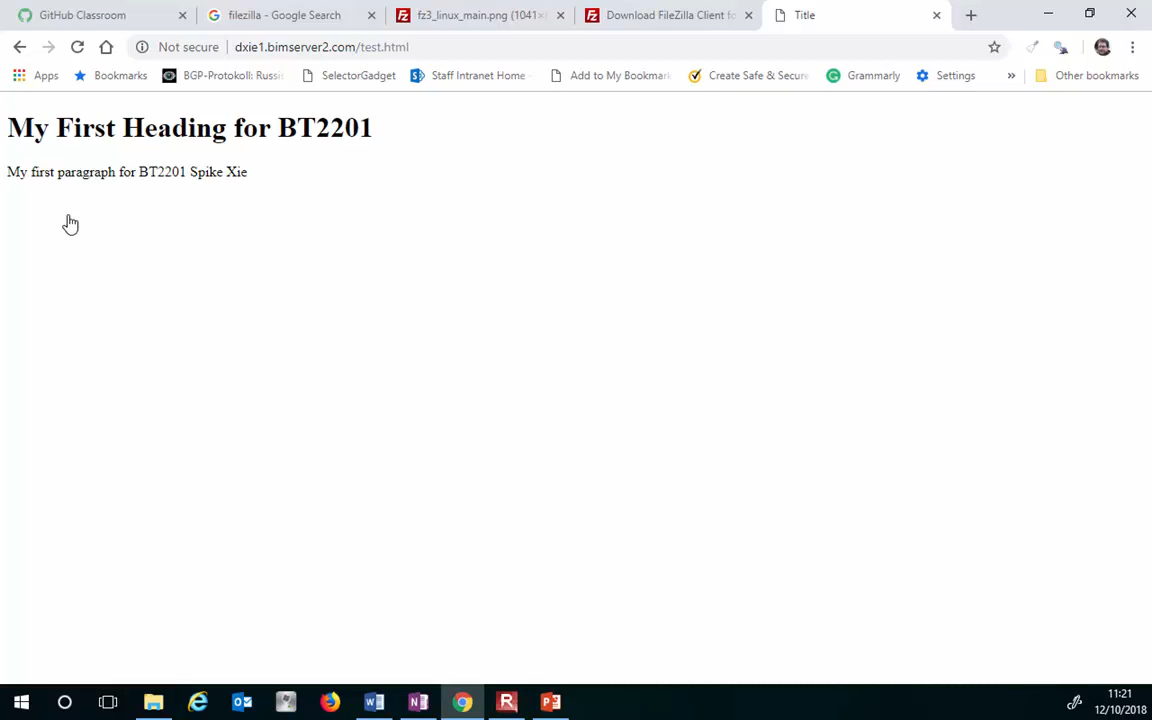 GitHub Classroom
filezilla - Google Search
fz3_linux_main.png (1041×
Download FileZilla Client fo
Title
Not secure
dxie1.bimserver2.com/test.html
Apps
Bookmarks
BGP-Protokoll: Russi
SelectorGadget
Staff Intranet Home -
Add to My Bookmar
Create Safe & Secure
Grammarly
Settings
»
Other bookmarks
My First Heading for BT2201
My first paragraph for BT2201 Spike Xie
11:21
12/10/2018